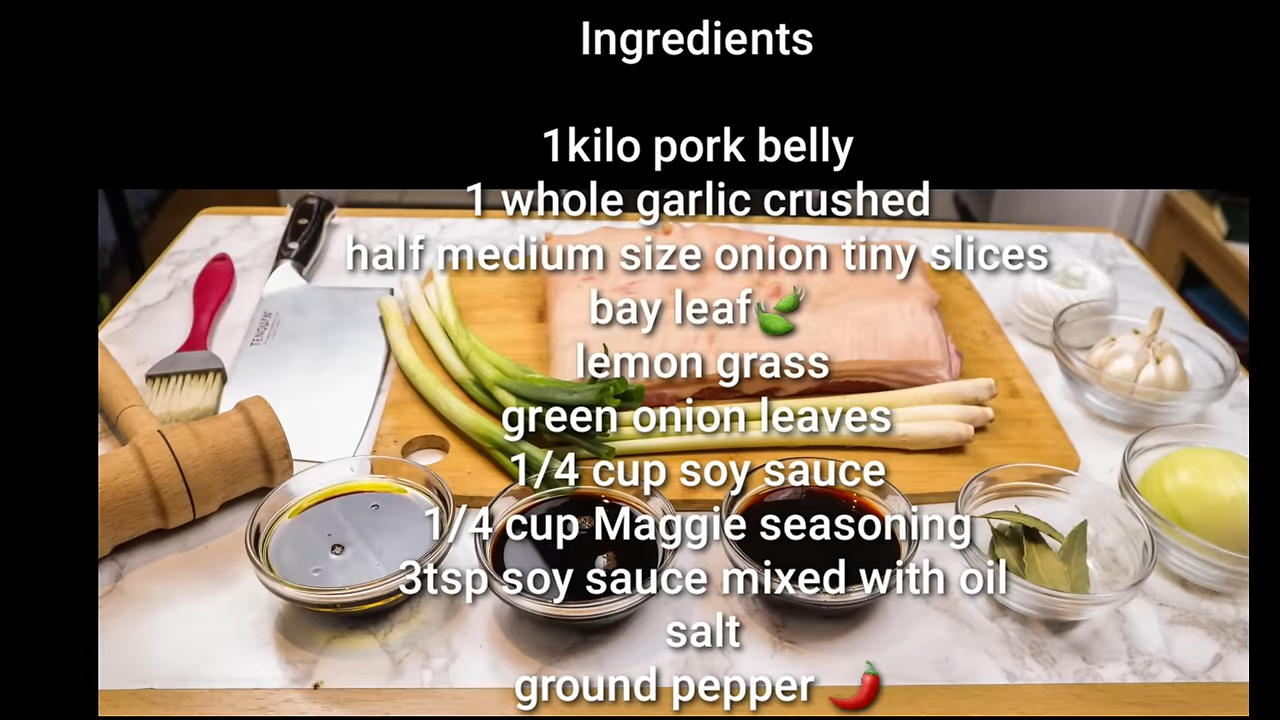 Ingredients
1kilo pork belly
1 whole garlic crushed
half medium size onion tiny slices
bay leaf🍃
lemon grass
green onion leaves
1/4 cup soy sauce
1/4 cup Maggie seasoning
3tsp soy sauce mixed with oil
salt
ground pepper 🌶️